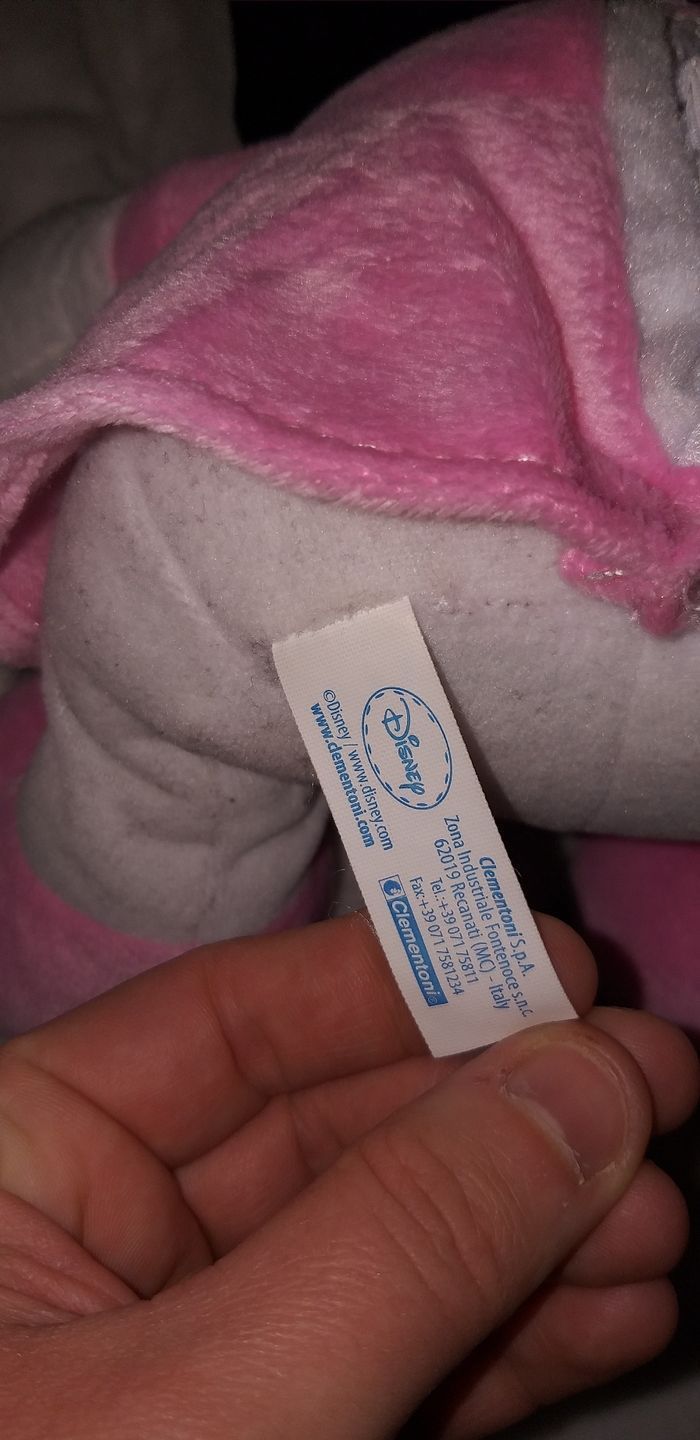 Disney
©Disney / www.disney.com
www.clementoni.com
Clementoni S.p.A.
Zona Industriale Fontenoce s.n.c.
62019 Recanati (MC) - Italy
Tel.:+39 071 75811
Fax:+39 071 7581234
Clementoni®